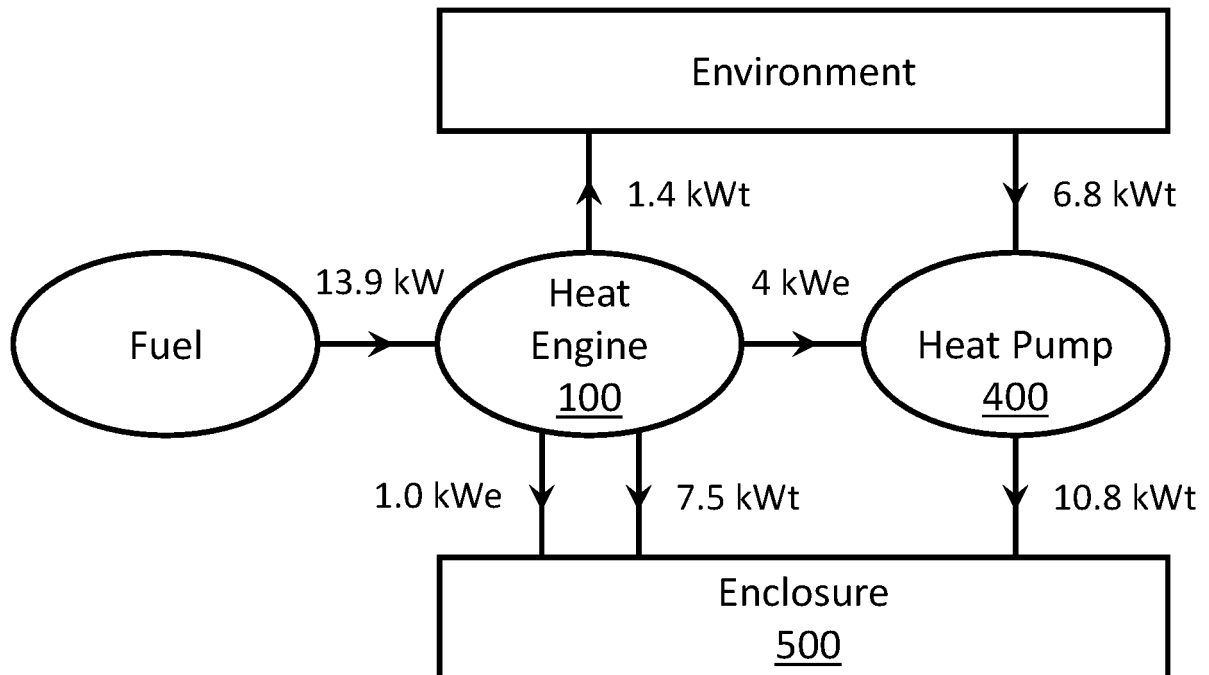 Environment
1.4 kWt
6.8 kWt
Fuel
13.9 kW
Heat
Engine
100
4 kWe
Heat Pump
400
1.0 kWe
7.5 kWt
10.8 kWt
Enclosure
500